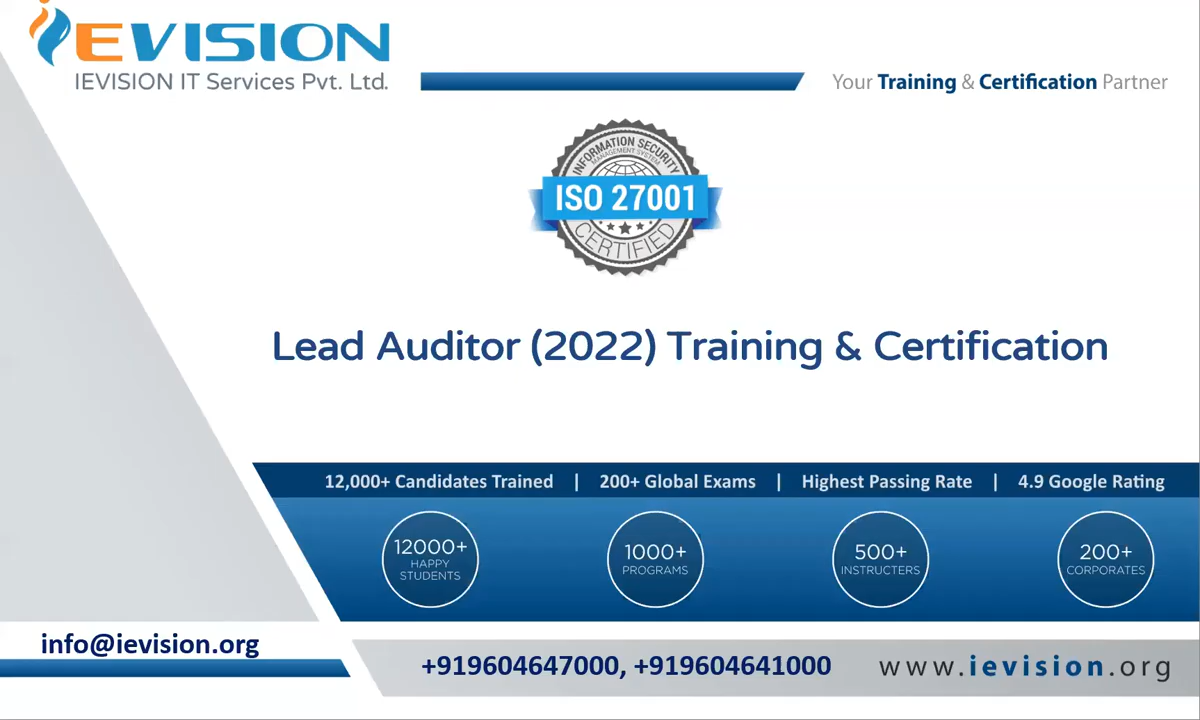 EVISION
IEVISION IT Services Pvt. Ltd.
Your Training & Certification Partner
INFORMATION SECURITY
MANAGEMENT SYSTEM
ISO 27001
CERTIFIED
Lead Auditor (2022) Training & Certification
12,000+ Candidates Trained | 200+ Global Exams | Highest Passing Rate | 4.9 Google Rating
12000+
HAPPY
STUDENTS
1000+
PROGRAMS
500+
INSTRUCTERS
200+
CORPORATES
info@ievision.org
+919604647000, +919604641000
www.ievision.org